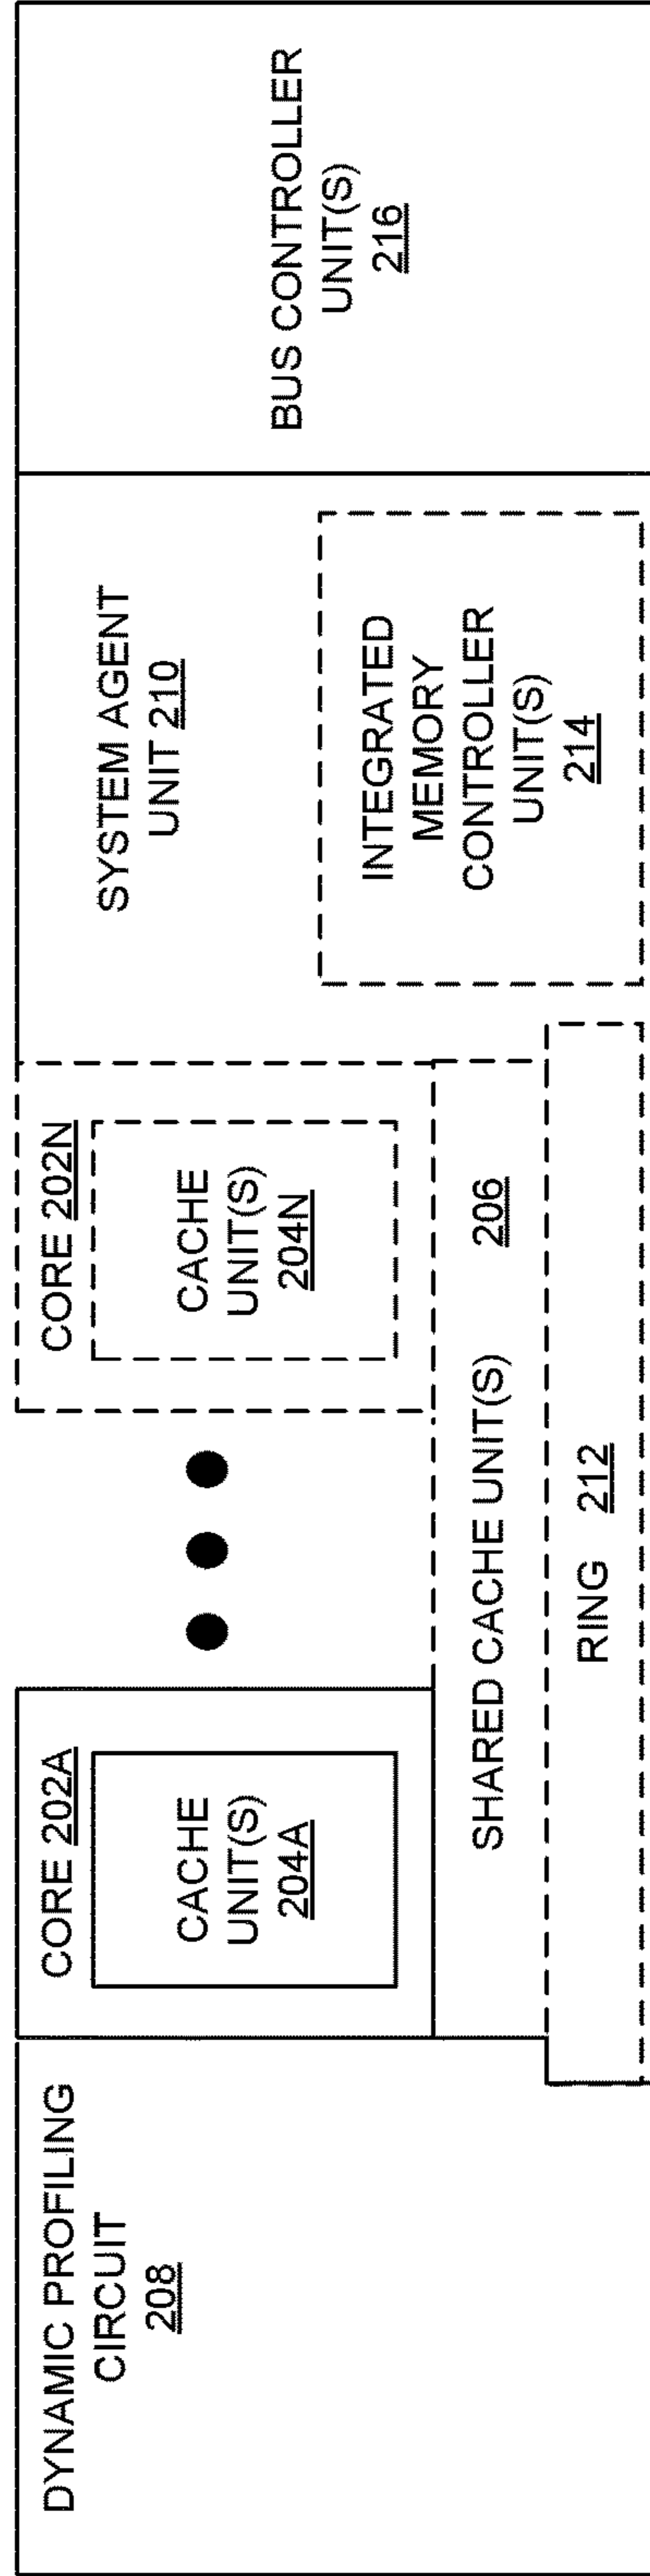 DYNAMIC PROFILING
CIRCUIT
208
CORE 202A
CACHE
UNIT(S)
204A
CORE 202N
CACHE
UNIT(S)
204N
SHARED CACHE UNIT(S) 206
RING 212
SYSTEM AGENT
UNIT 210
INTEGRATED
MEMORY
CONTROLLER
UNIT(S)
214
BUS CONTROLLER
UNIT(S)
216